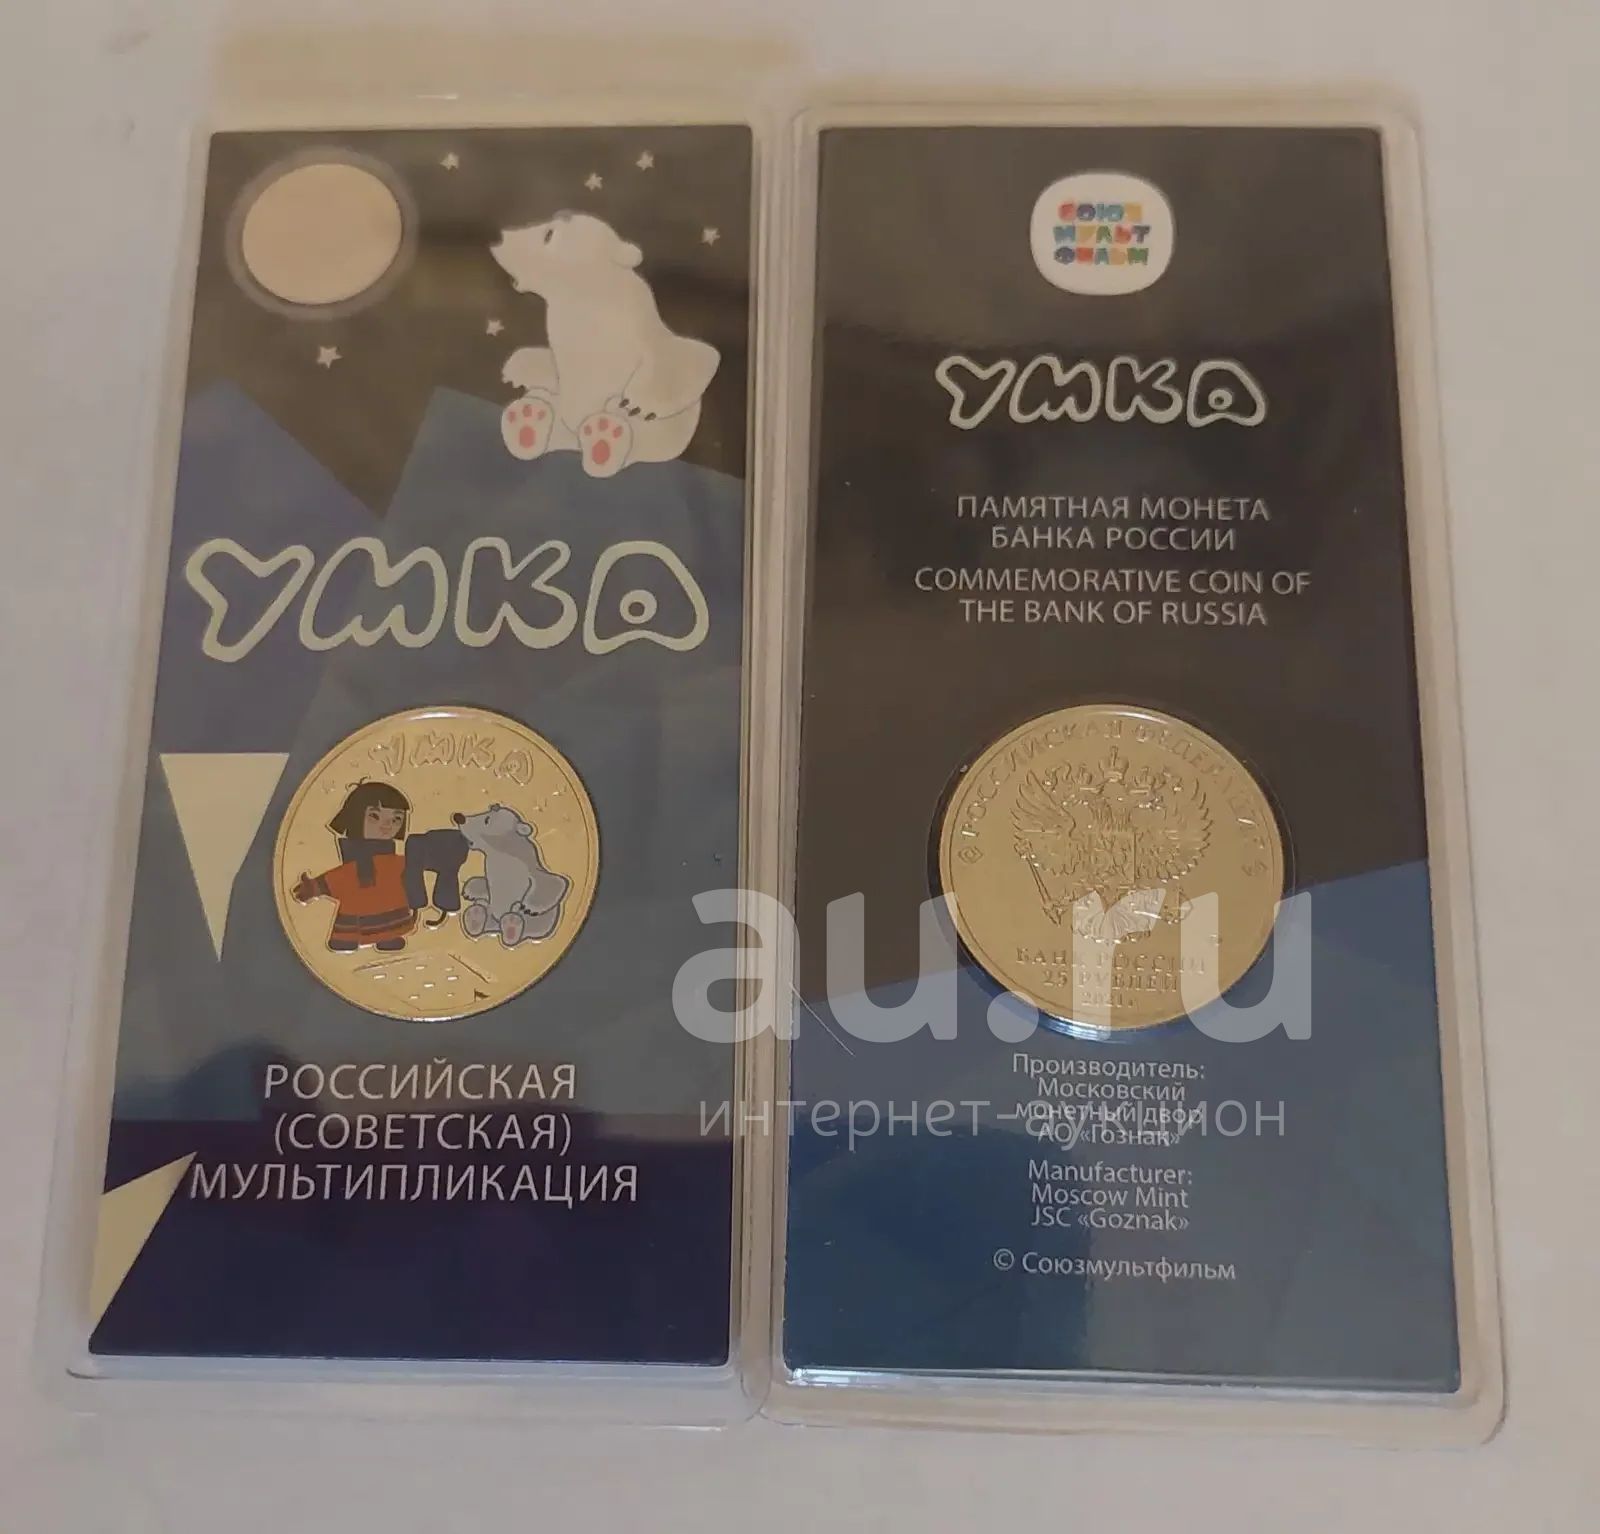 УМКА
УМКА
РОССИЙСКАЯ
(СОВЕТСКАЯ)
МУЛЬТИПЛИКАЦИЯ
СОЮЗ
МУЛЬТ
ФИЛЬМ
УМКА
ПАМЯТНАЯ МОНЕТА
БАНКА РОССИИ
COMMEMORATIVE COIN OF
THE BANK OF RUSSIA
РОССИЙСКАЯ ФЕДЕРАЦИЯ
БАНК РОССИИ
25 РУБЛЕЙ
2021 г.
Производитель:
Московский
монетный двор
АО «Гознак»
Manufacturer:
Moscow Mint
JSC «Goznak»
© Союзмультфильм
au.ru
интернет-аукцион